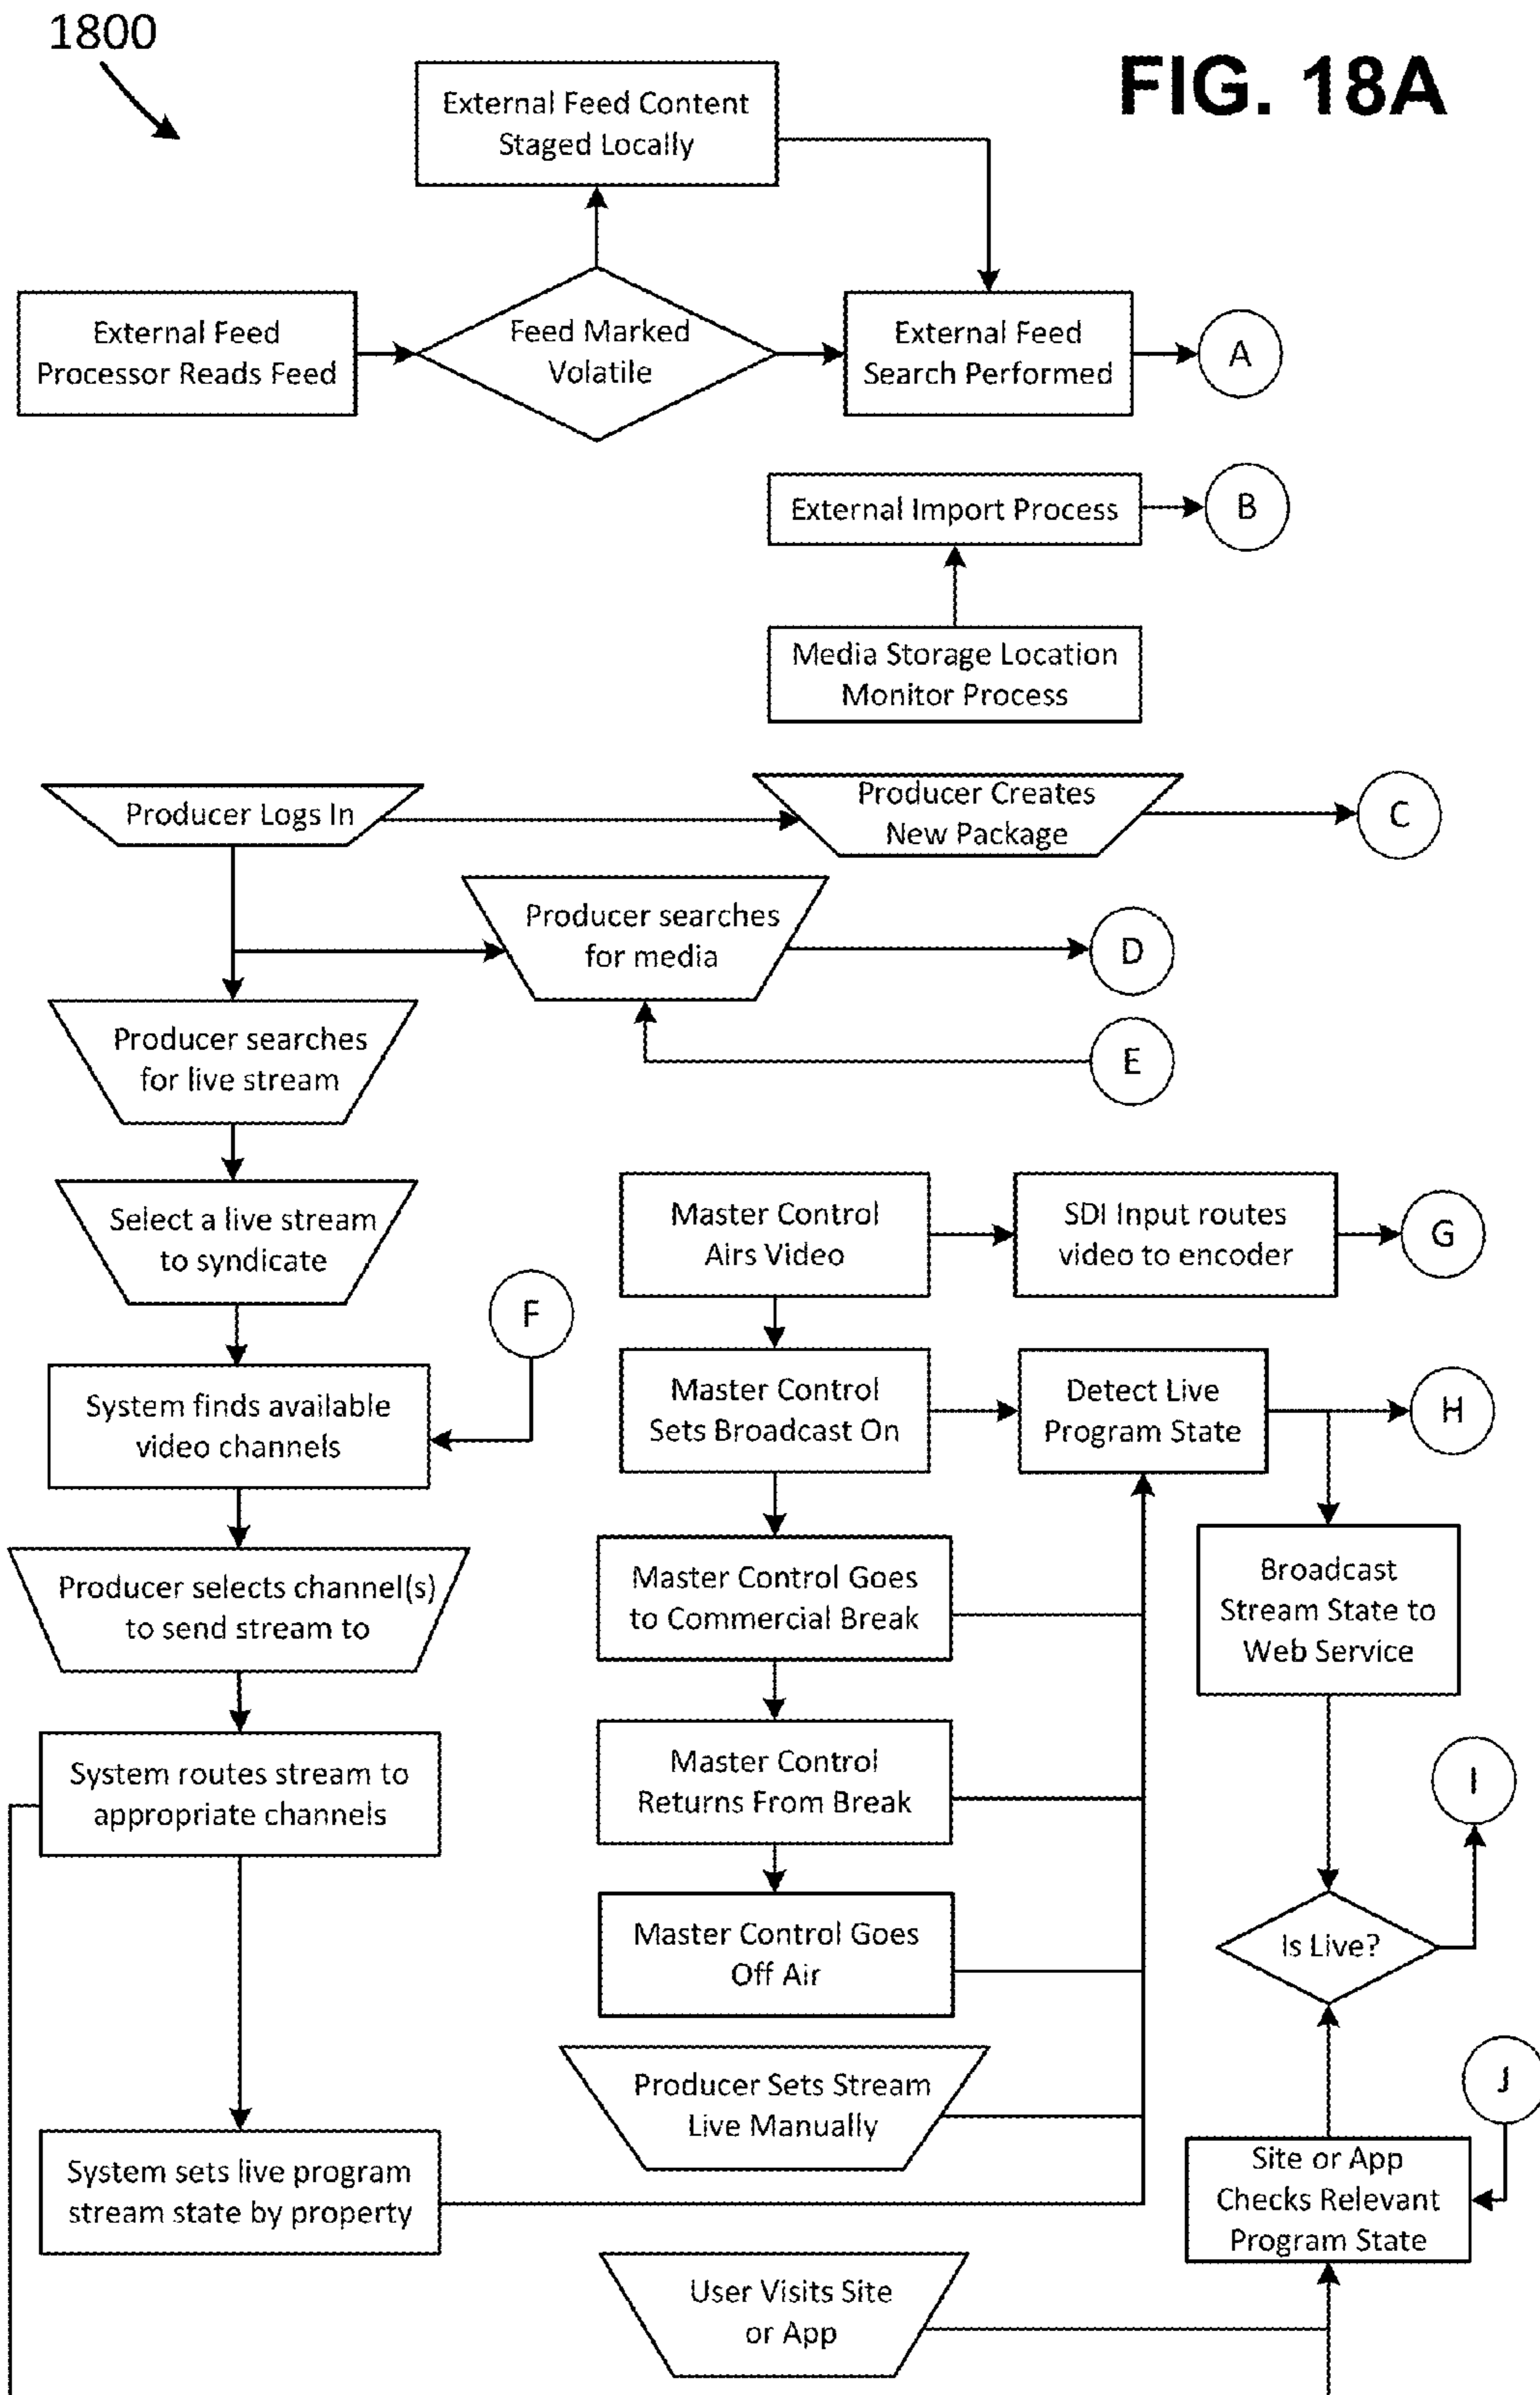 1800
FIG. 18A
External Feed Content
Staged Locally
External Feed
Processor Reads Feed
Feed Marked
Volatile
External Feed
Search Performed
A
External Import Process
B
Media Storage Location
Monitor Process
Producer Logs In
Producer Creates
New Package
C
Producer searches
for media
D
E
Producer searches
for live stream
Select a live stream
to syndicate
F
Master Control
Airs Video
SDI Input routes
video to encoder
G
System finds available
video channels
Master Control
Sets Broadcast On
Detect Live
Program State
H
Producer selects channel(s)
to send stream to
Master Control Goes
to Commercial Break
Broadcast
Stream State to
Web Service
System routes stream to
appropriate channels
Master Control
Returns From Break
I
Master Control Goes
Off Air
Is Live?
Producer Sets Stream
Live Manually
J
System sets live program
stream state by property
Site or App
Checks Relevant
Program State
User Visits Site
or App